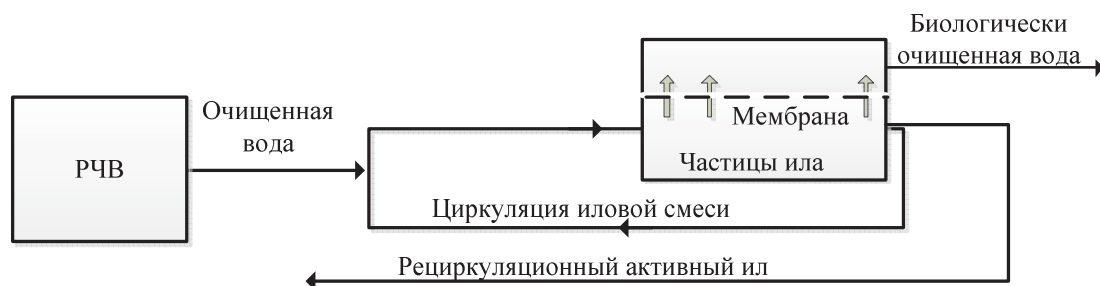 Биологически
очищенная вода
Очищенная
вода
РЧВ
Мембрана
Частицы ила
Циркуляция иловой смеси
Рециркуляционный активный ил